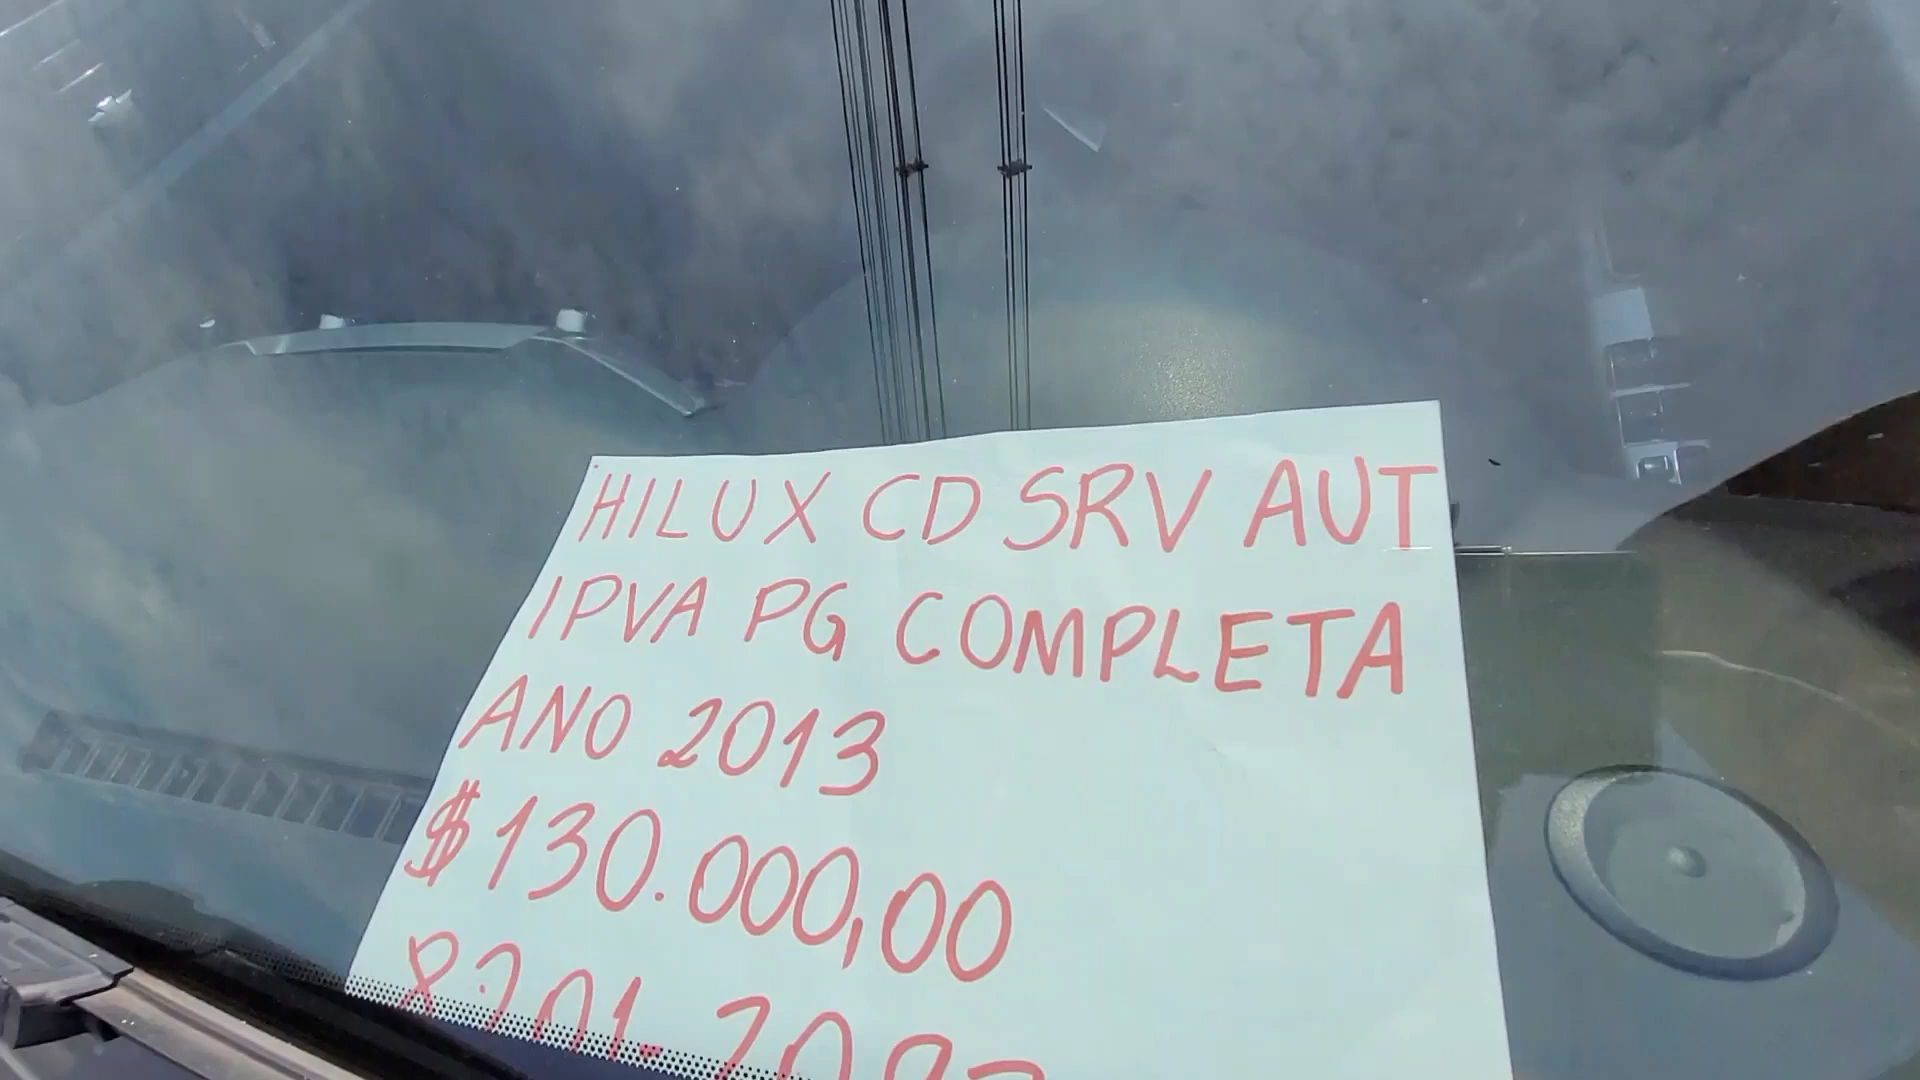 HILUX CD SRV AUT
IPVA PG COMPLETA
ANO 2013
$130.000,00